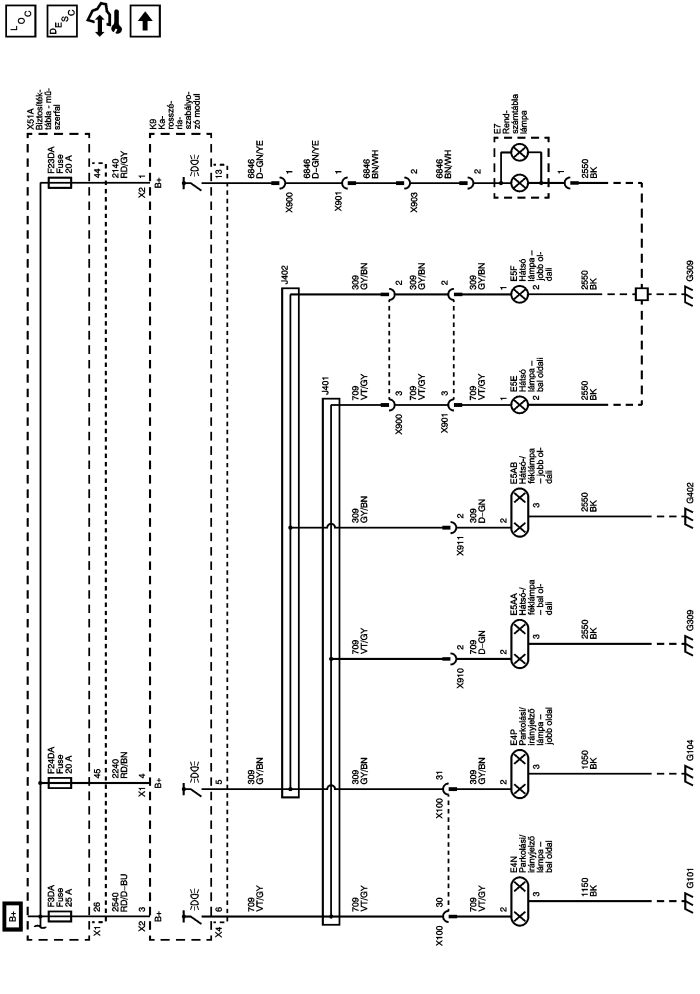 LOC
DESC
B+
X51A
Biztosíték-
tábla - mű-
szerfal
F3DA
Fuse
25 A
F24DA
Fuse
20 A
F23DA
Fuse
20 A
X1
26
45
44
2540
RD/D-BU
2240
RD/BN
2140
RD/GY
X2
3
X1
4
X2
1
K9
Ka-
rosszé-
ria-
szabályo-
zó modul
B+
B+
B+
X4
6
5
13
709
VT/GY
309
GY/BN
6846
D-GN/YE
J402
J401
X900
1
6846
D-GN/YE
X901
1
6846
BN/WH
X903
2
6846
BN/WH
2
E7
Rend-
számtábla
lámpa
1
2550
BK
309
GY/BN
2
309
GY/BN
2
309
GY/BN
1
E5F
Hátsó
lámpa –
jobb ol-
dali
2
2550
BK
G309
709
VT/GY
X900
3
709
VT/GY
X901
3
709
VT/GY
1
E5E
Hátsó
lámpa –
bal oldali
2
2550
BK
309
GY/BN
X911
2
309
D-GN
2
E5AB
Hátsó-/
féklámpa
– jobb ol-
dali
3
2550
BK
G402
709
VT/GY
X910
2
709
D-GN
2
E5AA
Hátsó-/
féklámpa
– bal ol-
dali
3
2550
BK
G309
309
GY/BN
X100
31
309
GY/BN
2
E4P
Parkolási/
irányjelző
lámpa –
jobb oldal
3
1050
BK
G104
709
VT/GY
X100
30
709
VT/GY
2
E4N
Parkolási/
irányjelző
lámpa –
bal oldal
3
1150
BK
G101